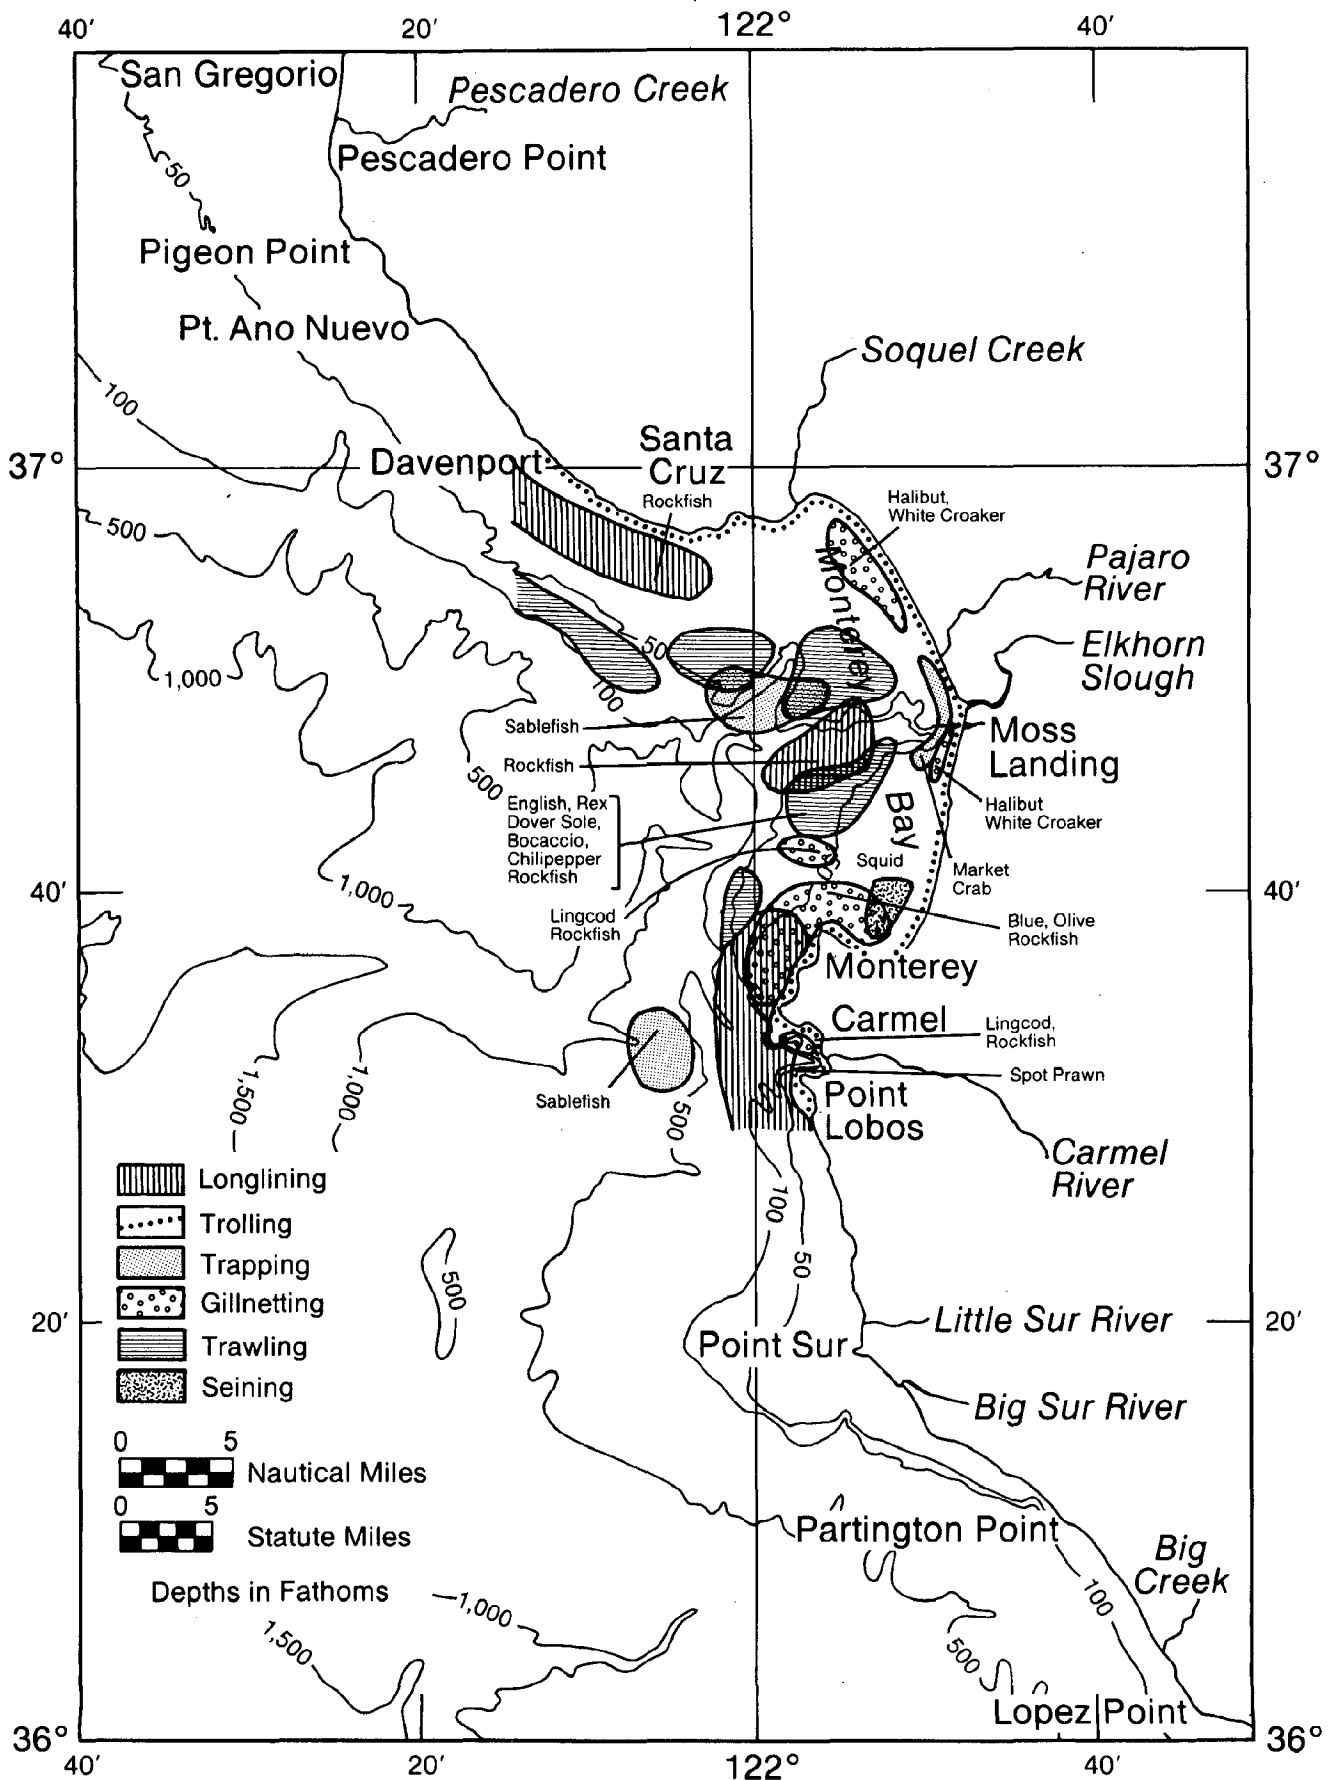 40′ 20′ 122° 40′
San Gregorio
Pescadero Creek
Pescadero Point
50
Pigeon Point
Pt. Ano Nuevo
Soquel Creek
100
Santa
Cruz
37° Davenport 37°
Rockfish
Halibut,
White Croaker
500
Monterey
Bay
Pajaro
River
Elkhorn
Slough
50
1,000
100
Sablefish
Moss
Landing
Rockfish
500
English, Rex
Dover Sole,
Bocaccio,
Chilipepper
Rockfish
Halibut
White Croaker
Squid
Market
Crab
50
40′ 40′
1,000
Lingcod
Rockfish
Blue, Olive
Rockfish
Monterey
Carmel
Lingcod,
Rockfish
Spot Prawn
Sablefish
1,500
1,000
500
Point
Lobos
Carmel
River
Longlining
Trolling
Trapping
Gillnetting
Trawling
Seining
100
50
500
20′ 20′
Point Sur
Little Sur River
Big Sur River
0 5
Nautical Miles
0 5
Statute Miles
Depths in Fathoms
Partington Point
Big
Creek
100
1,000
1,500
500
Lopez Point
36° 36°
40′ 20′ 122° 40′